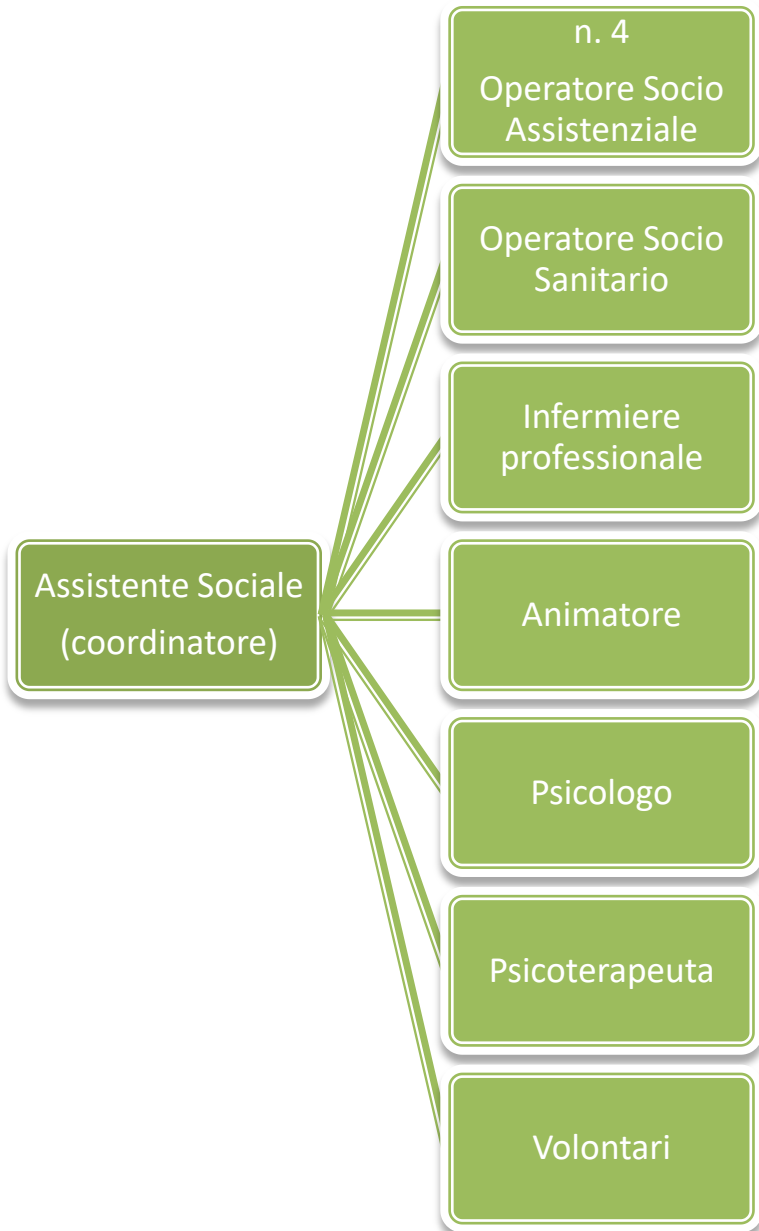 n. 4
Operatore Socio
Assistenziale
Operatore Socio
Sanitario
Infermiere
professionale
Assistente Sociale
(coordinatore)
Animatore
Psicologo
Psicoterapeuta
Volontari